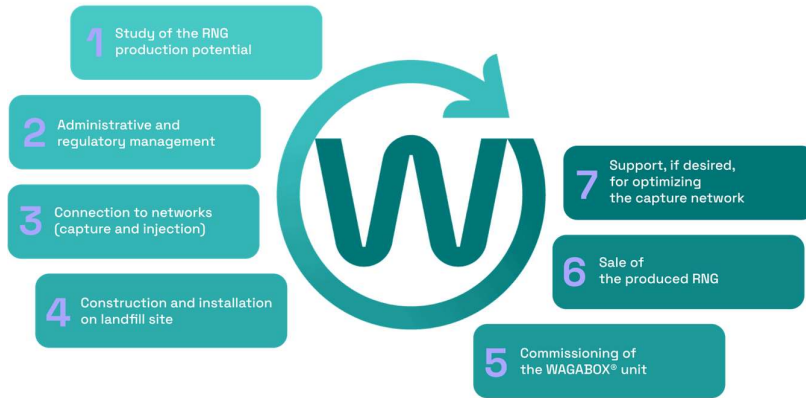 1
Study of the RNG
production potential
2
Administrative and
regulatory management
3
Connection to networks
(capture and injection)
4
Construction and installation
on landfill site
W
5
Commissioning of
the WAGABOX® unit
6
Sale of
the produced RNG
7
Support, if desired,
for optimizing
the capture network